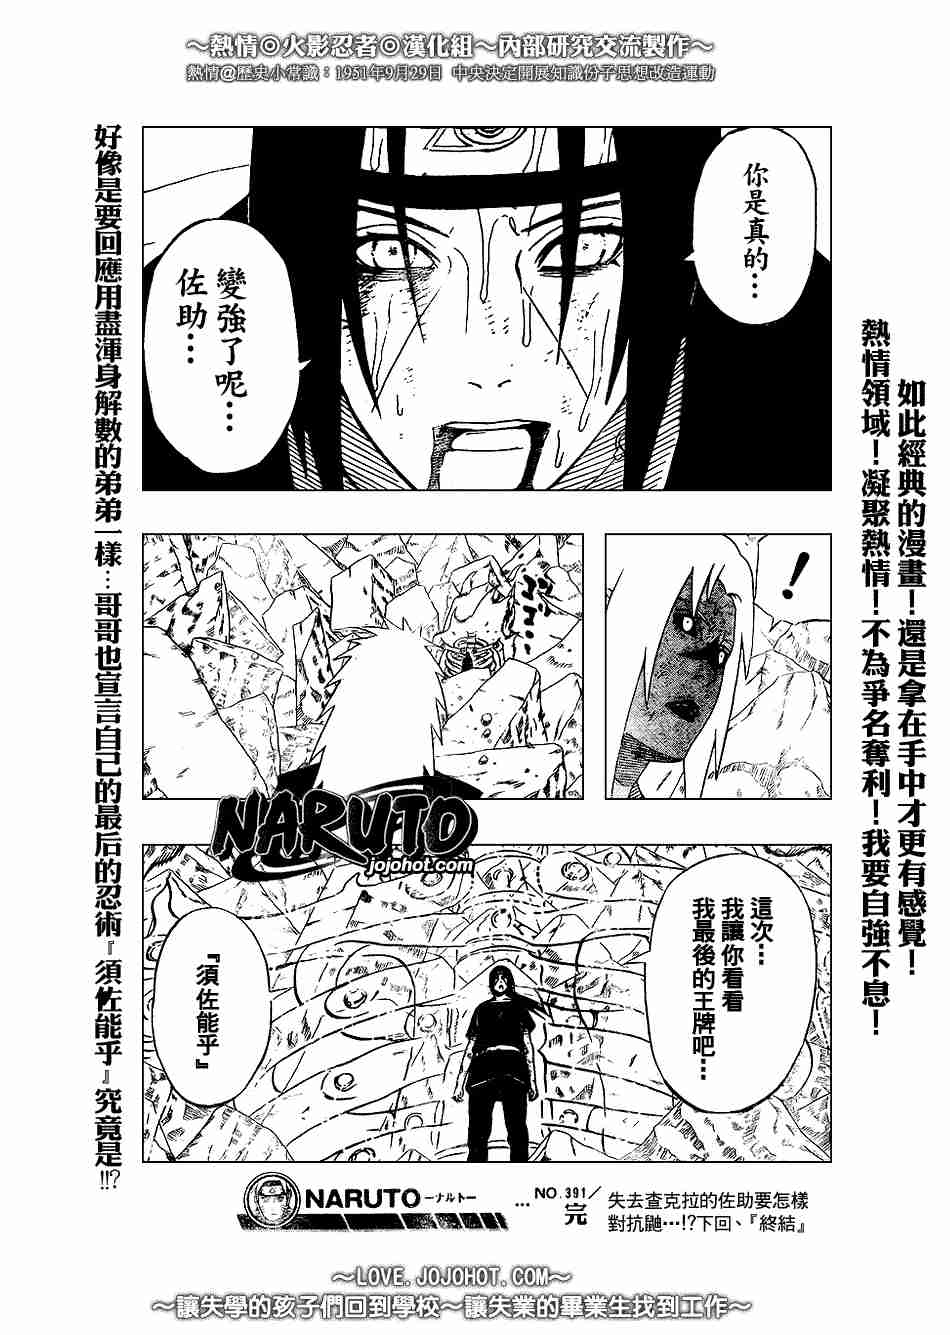 ～熱情◎火影忍者◎漢化組～內部研究交流製作～
熱情@歷史小常識：1951年9月29日 中央決定開展知識份子思想改造運動
你是真的…
變強了呢…
佐助…
！
ゴゴ…
這次…
我讓你看看
我最後的王牌吧…
『須佐能乎』
如此經典的漫畫！還是拿在手中才更有感覺！
熱情領域！凝聚熱情！不為爭名奪利！我要自強不息！
好像是要回應用盡渾身解數的弟弟一樣…哥哥也宣言自己的最后的忍術『須佐能乎』究竟是!!?
NARUTO
jojohot.com
NARUTO －ナルト－
… NO.391／完
失去查克拉的佐助要怎樣
對抗鼬…!?下回、『終結』
～LOVE.JOJOHOT.COM～
～讓失學的孩子們回到學校～讓失業的畢業生找到工作～